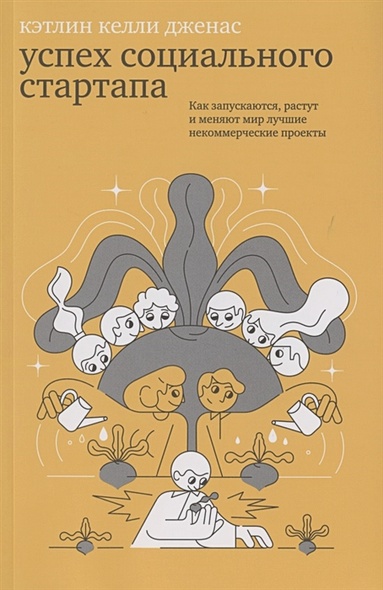 кэтлин келли дженас
успех социального
стартапа
Как запускаются, растут
и меняют мир лучшие
некоммерческие проекты